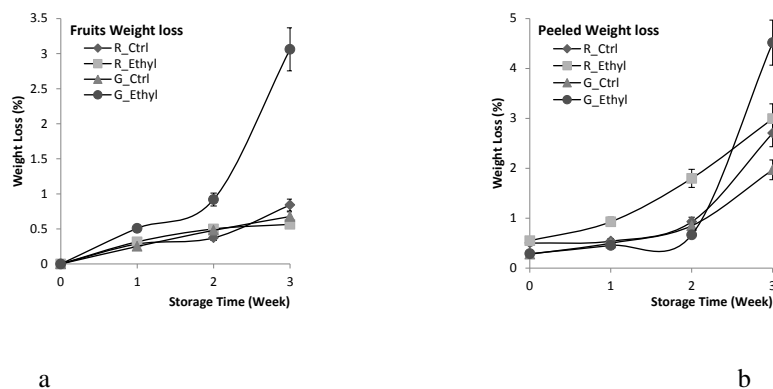 Fruits Weight loss
R_Ctrl
R_Ethyl
G_Ctrl
G_Ethyl
Weight Loss (%)
3.5
3
2.5
2
1.5
1
0.5
0
0 1 2 3
Storage Time (Week)
a
Peeled Weight loss
R_Ctrl
R_Ethyl
G_Ctrl
G_Ethyl
Weight Loss (%)
5
4
3
2
1
0
0 1 2 3
Storage Time (Week)
b